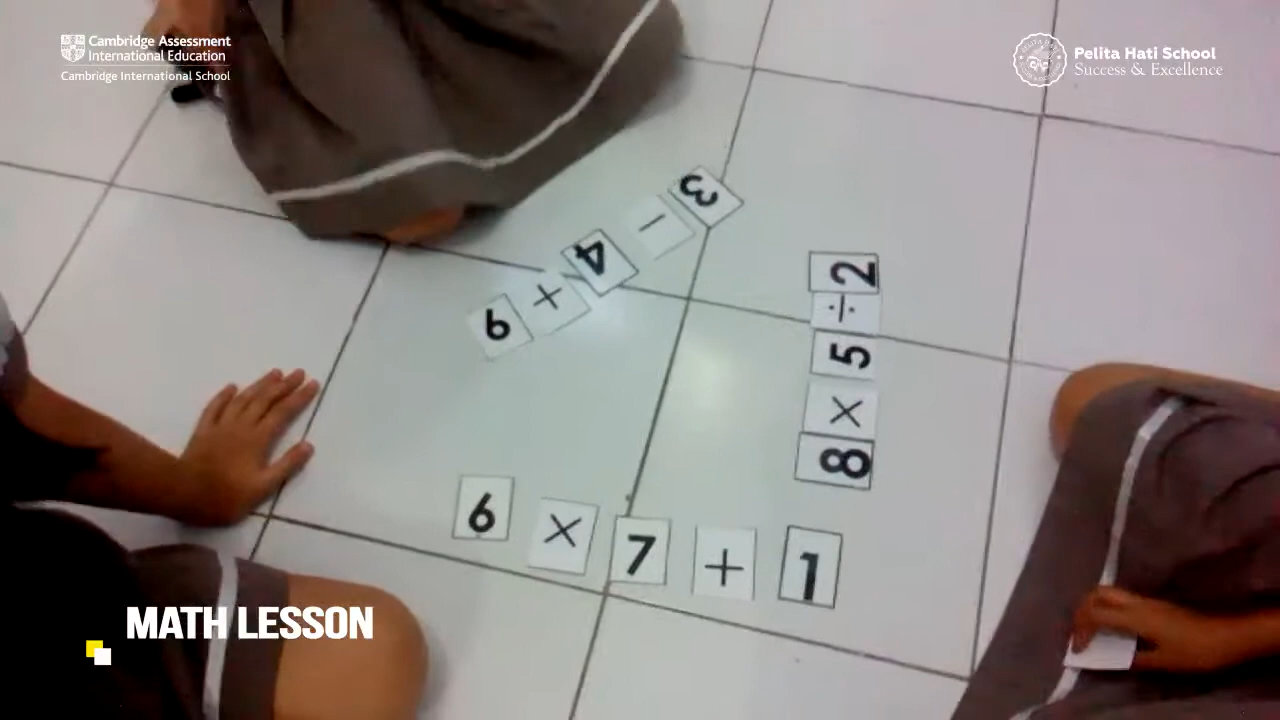 Cambridge Assessment
International Education
Cambridge International School
Pelita Hati School
Success & Excellence
3 − 4 + 6
8 × 5 ÷ 2
6 × 7 + 1
MATH LESSON